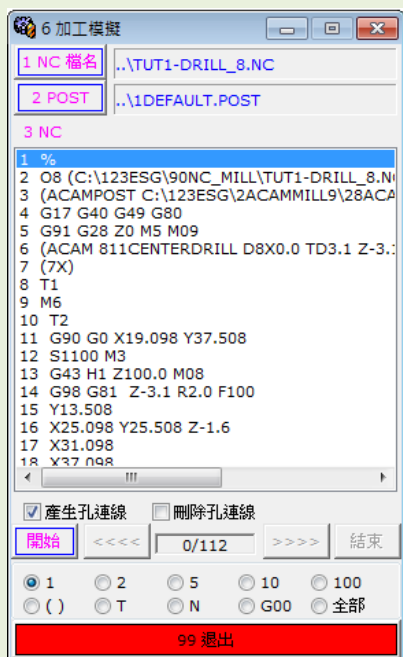 6 加工模擬
1 NC 檔名 ..\TUT1-DRILL_8.NC
2 POST ..\1DEFAULT.POST
3 NC
1 %
2 O8 (C:\123ESG\90NC_MILL\TUT1-DRILL_8.N
3 (ACAMPOST C:\123ESG\2ACAMMILL9\28ACA
4 G17 G40 G49 G80
5 G91 G28 Z0 M5 M09
6 (ACAM 811CENTERDRILL D8X0.0 TD3.1 Z-3.
7 (7X)
8 T1
9 M6
10 T2
11 G90 G0 X19.098 Y37.508
12 S1100 M3
13 G43 H1 Z100.0 M08
14 G98 G81 Z-3.1 R2.0 F100
15 Y13.508
16 X25.098 Y25.508 Z-1.6
17 X31.098
18 X37.098
產生孔連線 刪除孔連線
開始 <<<< 0/112 >>>> 結束
1 2 5 10 100
( ) T N G00 全部
99 退出